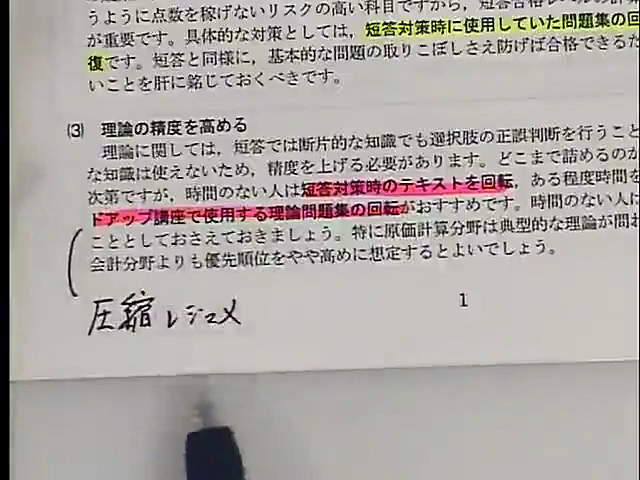 うように点数を稼げないリスクの高い科目ですから，短答合格レベルの計算
が重要です。具体的な対策としては，短答対策時に使用していた問題集の回
復です。短答と同様に，基本的な問題の取りこぼしさえ防げば合格できるた
いことを肝に銘じておくべきです。
(3) 理論の精度を高める
理論に関しては，短答では断片的な知識でも選択肢の正誤判断を行うこと
な知識は使えないため，精度を上げる必要があります。どこまで詰めるのか
次第ですが，時間のない人は短答対策時のテキストを回転，ある程度時間を
ドアップ講座で使用する理論問題集の回転がおすすめです。時間のない人は
こととしておさえておきましょう。特に原価計算分野は典型的な理論が問お
会計分野よりも優先順位をやや高めに想定するとよいでしょう。
圧縮レジュメ
1